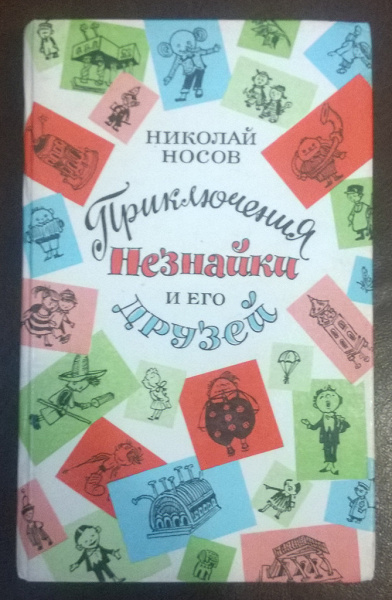 НИКОЛАЙ
НОСОВ
Приключения
Незнайки
И ЕГО
друзей